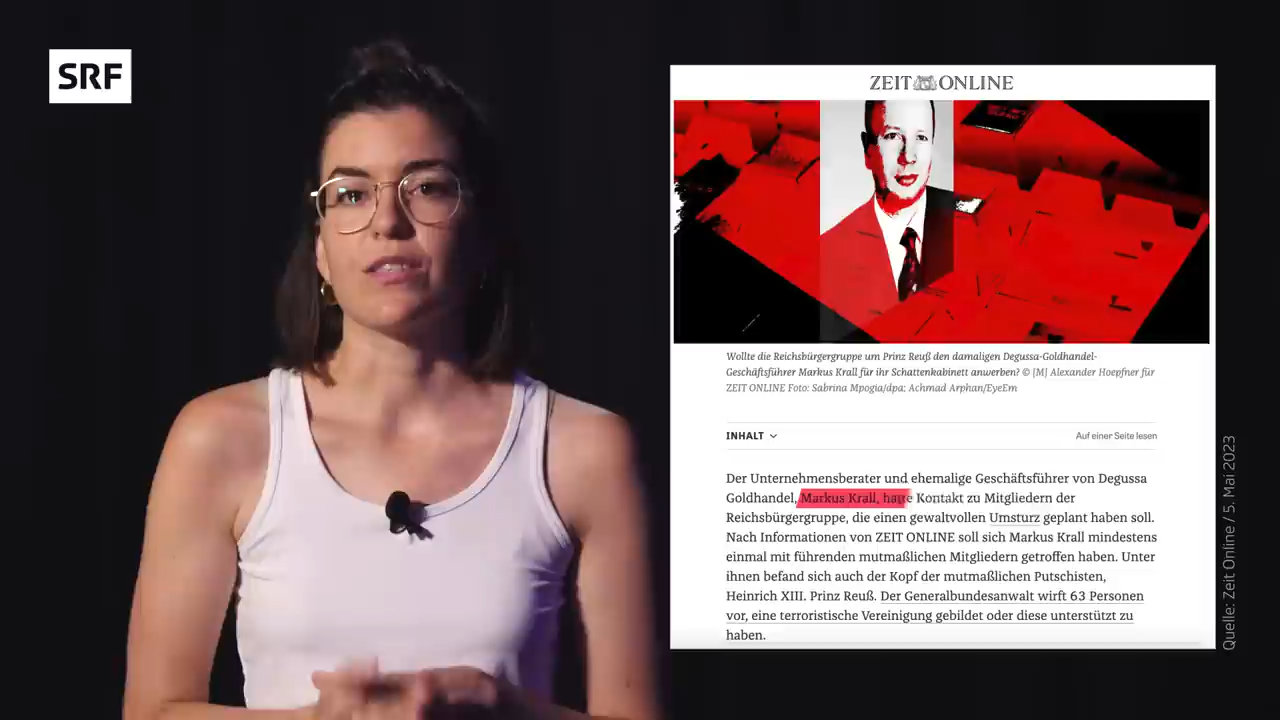 SRF
ZEIT ONLINE
Wollte die Reichsbürgergruppe um Prinz Reuß den damaligen Degussa-Goldhandel-
Geschäftsführer Markus Krall für ihr Schattenkabinett anwerben? © [M] Alexander Hoepfner für
ZEIT ONLINE Foto: Sabrina Mpogia/dpa; Achmad Arphan/EyeEm
INHALT
Auf einer Seite lesen
Der Unternehmensberater und ehemalige Geschäftsführer von Degussa
Goldhandel, Markus Krall, hatte Kontakt zu Mitgliedern der
Reichsbürgergruppe, die einen gewaltvollen Umsturz geplant haben soll.
Nach Informationen von ZEIT ONLINE soll sich Markus Krall mindestens
einmal mit führenden mutmaßlichen Mitgliedern getroffen haben. Unter
ihnen befand sich auch der Kopf der mutmaßlichen Putschisten,
Heinrich XIII. Prinz Reuß. Der Generalbundesanwalt wirft 63 Personen
vor, eine terroristische Vereinigung gebildet oder diese unterstützt zu
haben.
Quelle: Zeit Online / 5. Mai 2023